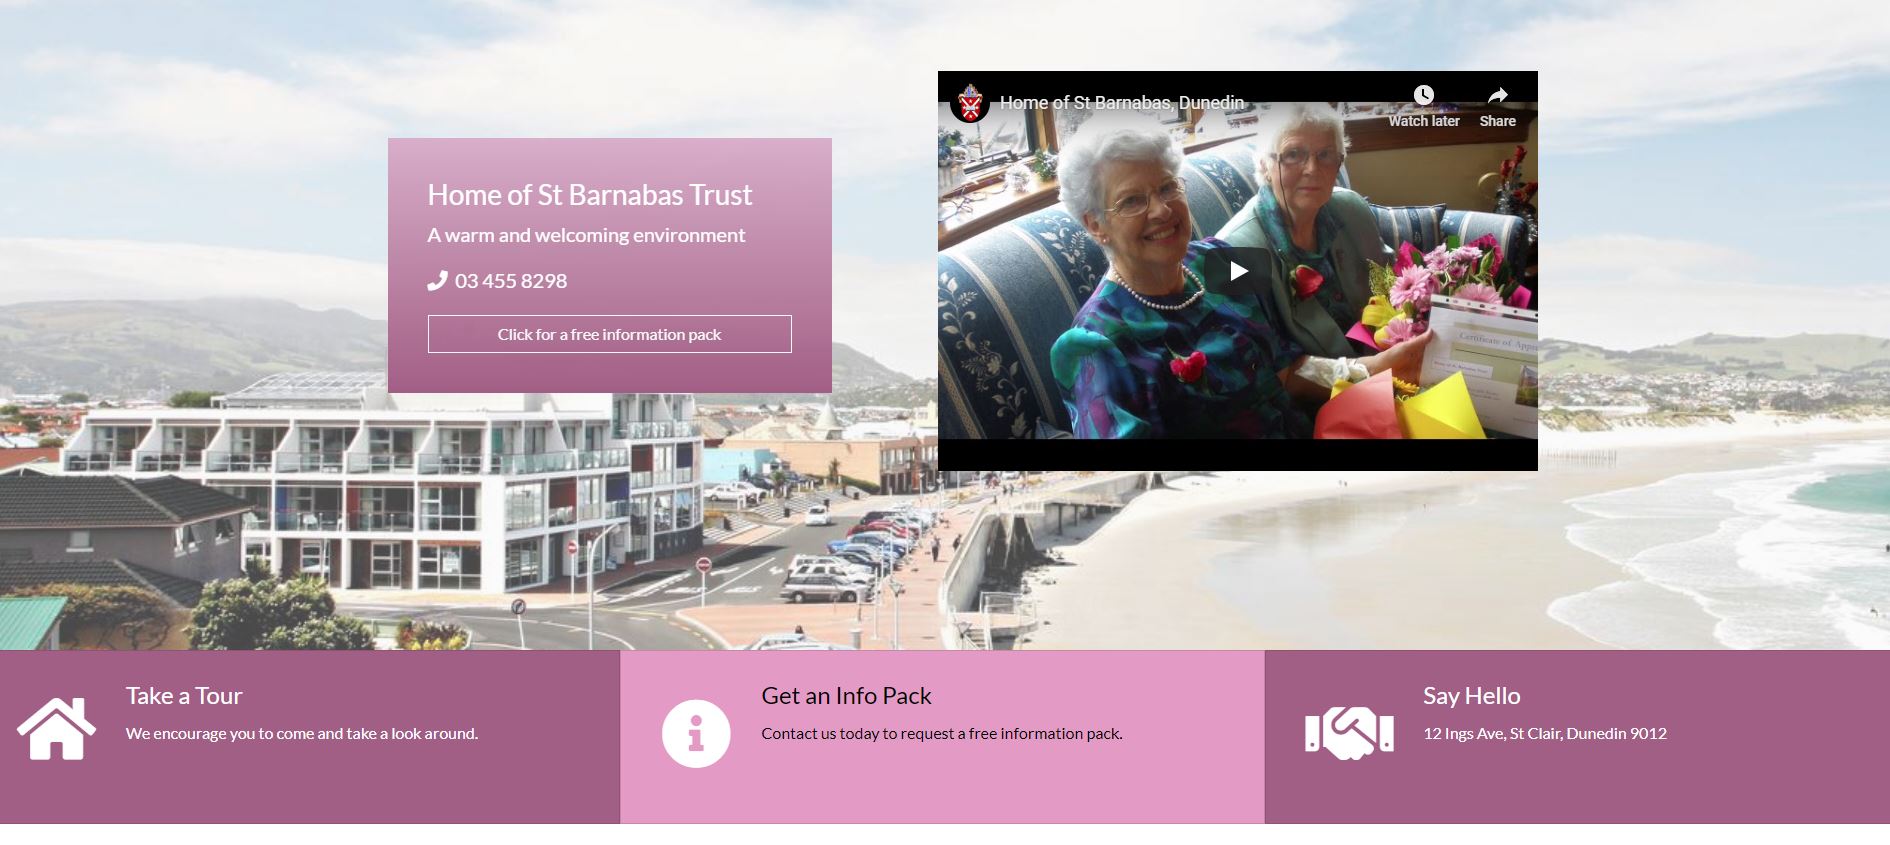 Home of St Barnabas Trust
A warm and welcoming environment
03 455 8298
Click for a free information pack
Home of St Barnabas, Dunedin
Watch later
Share
Certificate of Appre
Take a Tour
We encourage you to come and take a look around.
Get an Info Pack
Contact us today to request a free information pack.
Say Hello
12 Ings Ave, St Clair, Dunedin 9012